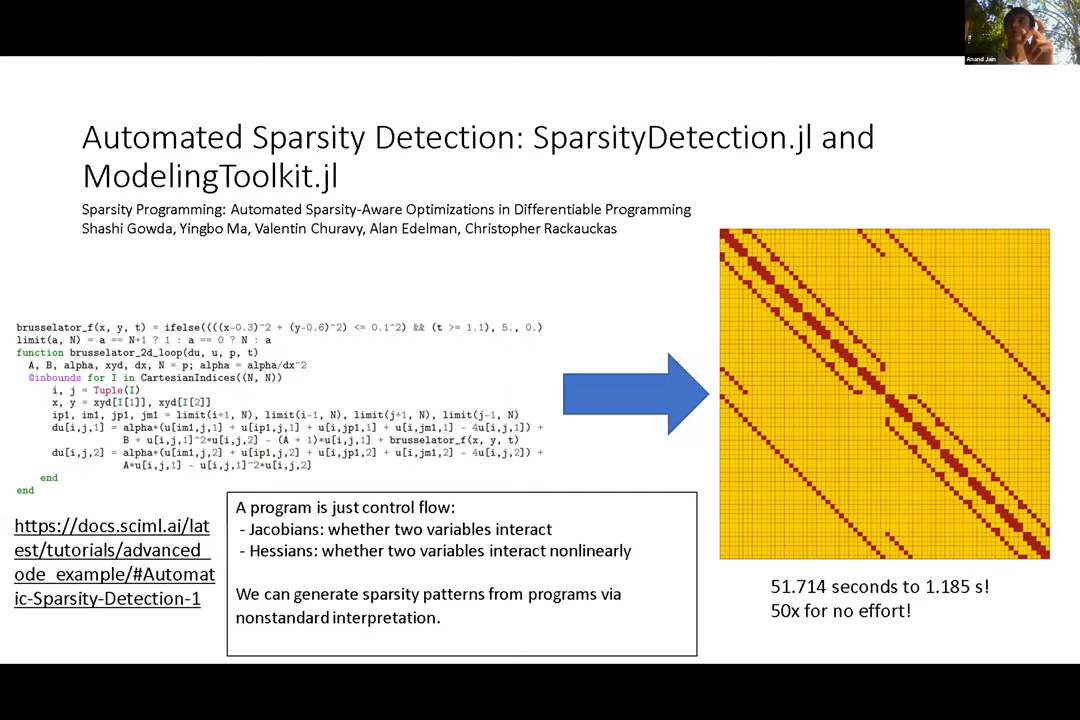 Anand Jain
Automated Sparsity Detection: SparsityDetection.jl and
ModelingToolkit.jl
Sparsity Programming: Automated Sparsity-Aware Optimizations in Differentiable Programming
Shashi Gowda, Yingbo Ma, Valentin Churavy, Alan Edelman, Christopher Rackauckas
brusselator_f(x, y, t) = ifelse((((x-0.3)^2 + (y-0.6)^2) <= 0.1^2) && (t >= 1.1), 5., 0.)
limit(a, N) = a == N+1 ? 1 : a == 0 ? N : a
function brusselator_2d_loop(du, u, p, t)
A, B, alpha, xyd, dx, N = p; alpha = alpha/dx^2
@inbounds for I in CartesianIndices((N, N))
i, j = Tuple(I)
x, y = xyd[I[1]], xyd[I[2]]
ip1, im1, jp1, jm1 = limit(i+1, N), limit(i-1, N), limit(j+1, N), limit(j-1, N)
du[i,j,1] = alpha*(u[im1,j,1] + u[ip1,j,1] + u[i,jp1,1] + u[i,jm1,1] - 4u[i,j,1]) +
B + u[i,j,1]^2*u[i,j,2] - (A + 1)*u[i,j,1] + brusselator_f(x, y, t)
du[i,j,2] = alpha*(u[im1,j,2] + u[ip1,j,2] + u[i,jp1,2] + u[i,jm1,2] - 4u[i,j,2]) +
A*u[i,j,1] - u[i,j,1]^2*u[i,j,2]
end
end
https://docs.sciml.ai/lat
est/tutorials/advanced_
ode_example/#Automat
ic-Sparsity-Detection-1
A program is just control flow:
- Jacobians: whether two variables interact
- Hessians: whether two variables interact nonlinearly
We can generate sparsity patterns from programs via
nonstandard interpretation.
51.714 seconds to 1.185 s!
50x for no effort!